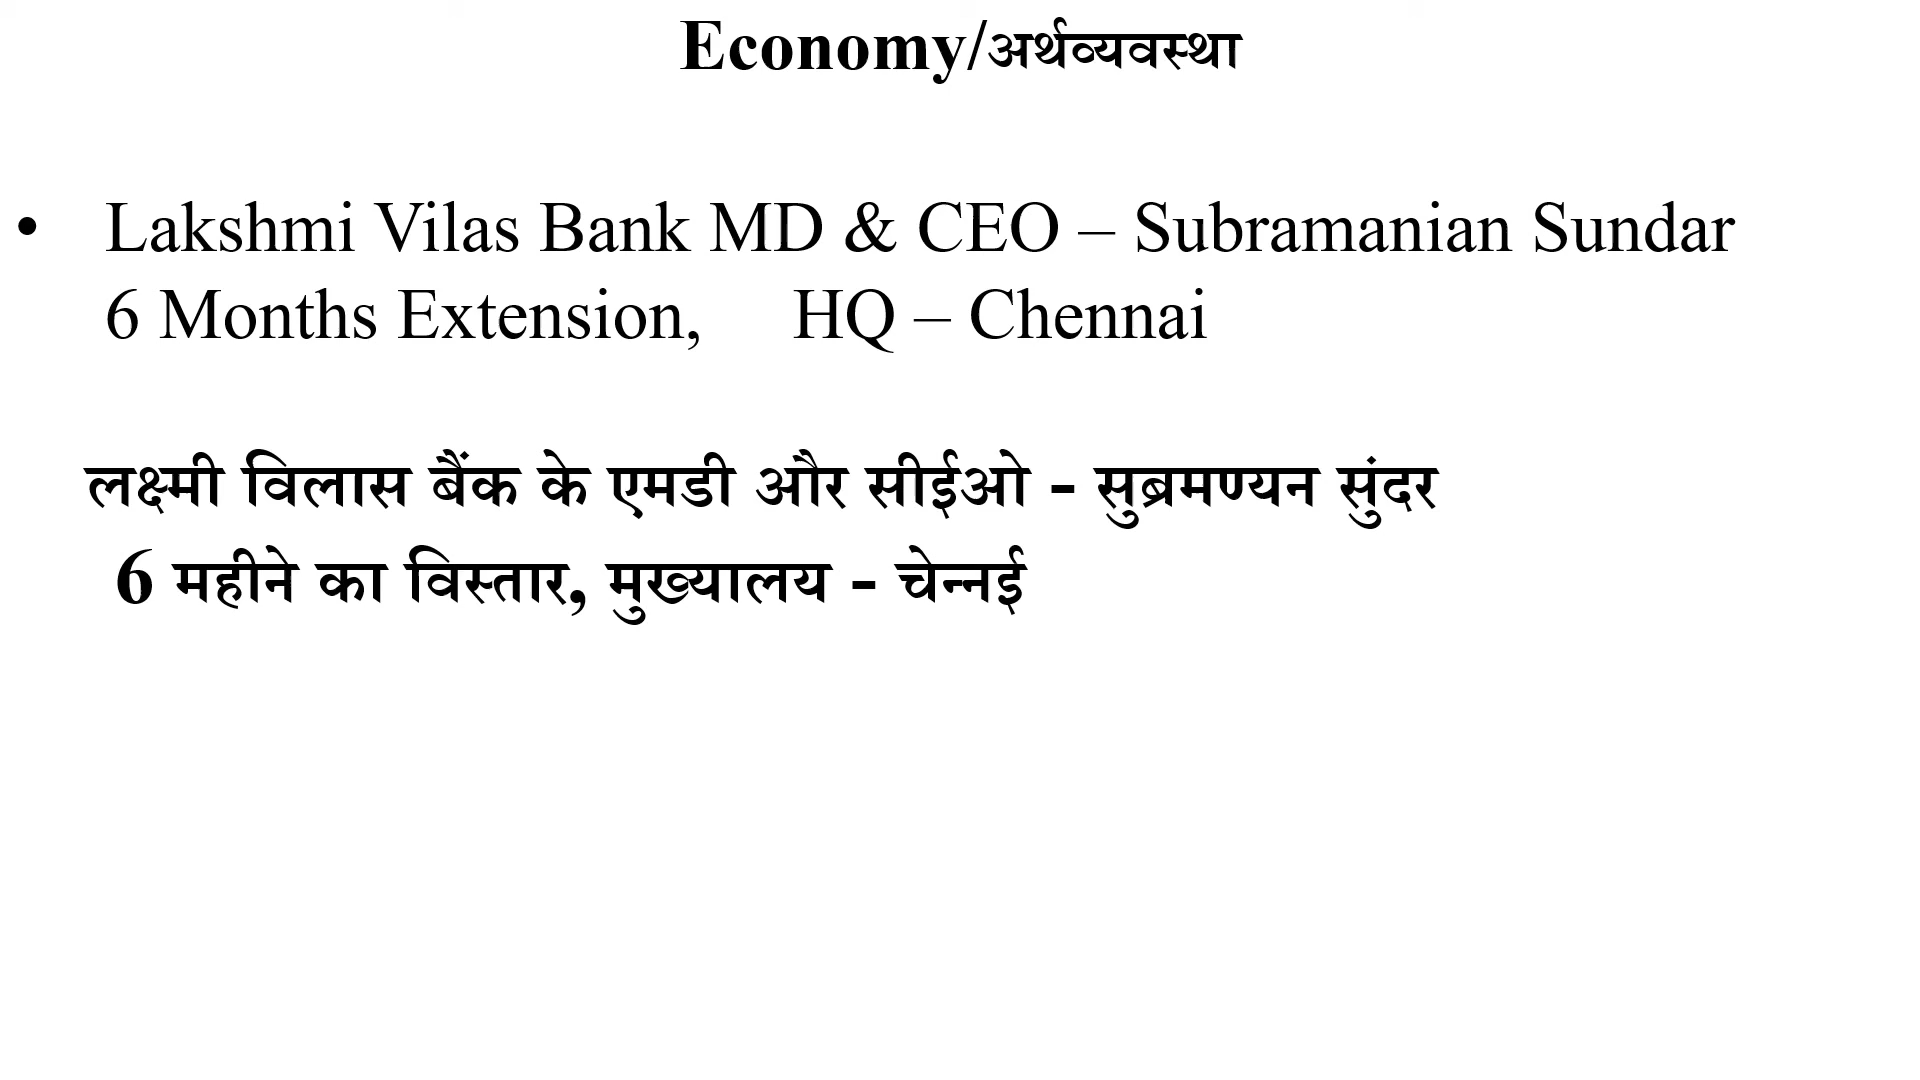 Economy/अर्थव्यवस्था
• Lakshmi Vilas Bank MD & CEO – Subramanian Sundar
6 Months Extension, HQ – Chennai
लक्ष्मी विलास बैंक के एमडी और सीईओ - सुब्रमण्यन सुंदर
6 महीने का विस्तार, मुख्यालय - चेन्नई